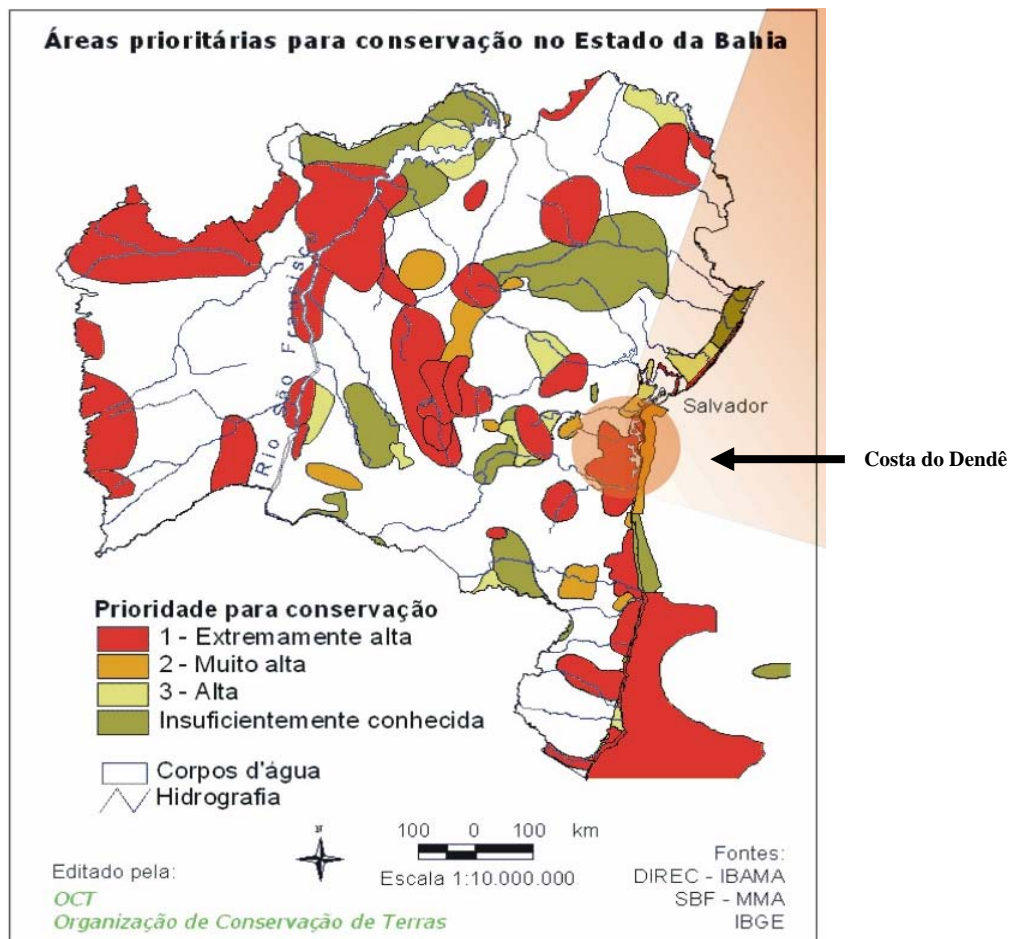 Áreas prioritárias para conservação no Estado da Bahia
Rio São Francisco
Salvador
Costa do Dendê
Prioridade para conservação
1 - Extremamente alta
2 - Muito alta
3 - Alta
Insuficientemente conhecida
Corpos d'água
Hidrografia
N
100 0 100 km
Escala 1:10.000.000
Editado pela:
OCT
Organização de Conservação de Terras
Fontes:
DIREC - IBAMA
SBF - MMA
IBGE